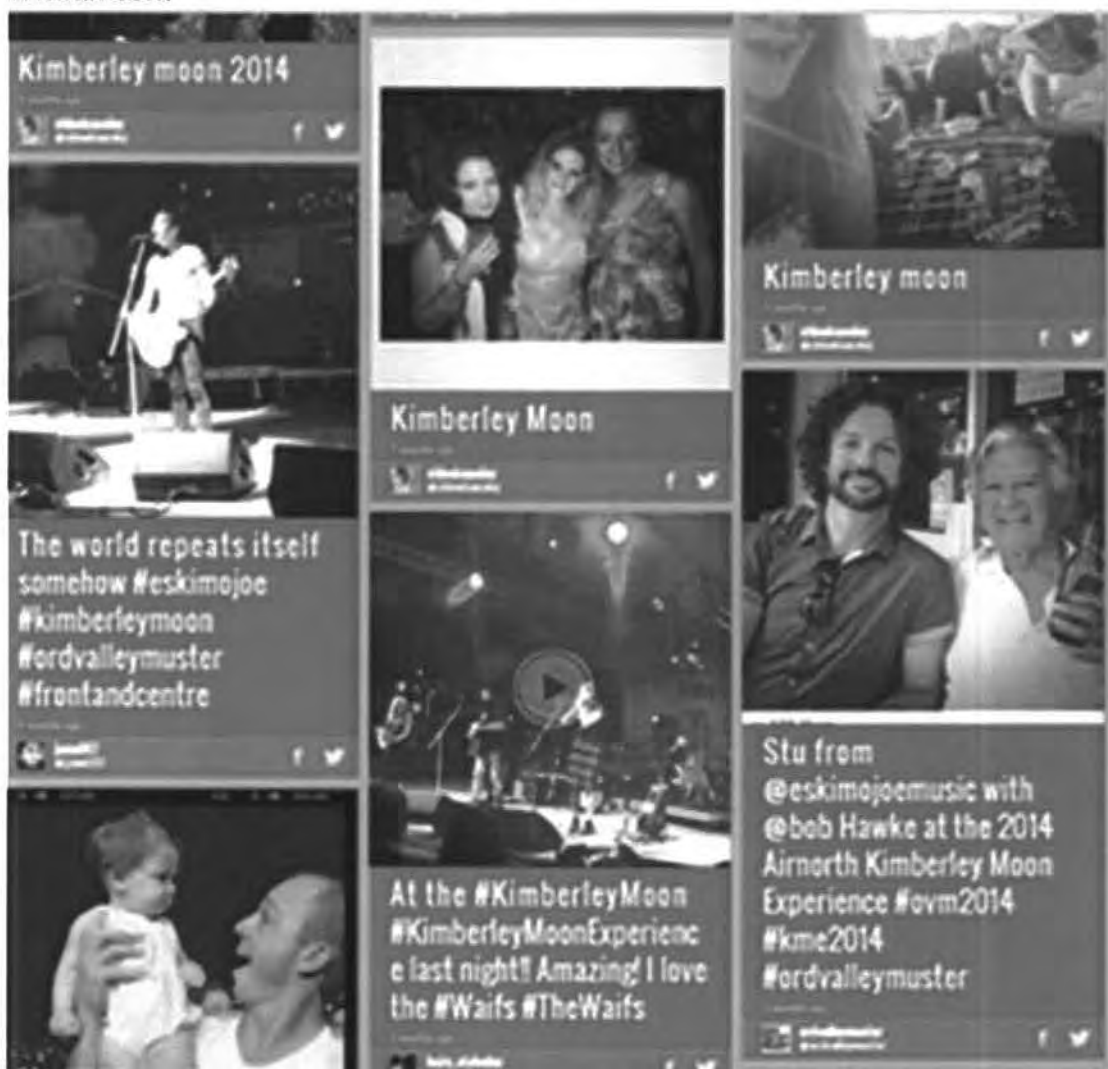 Kimberley moon 2014
The world repeats itself
somehow #eskimojoe
#kimberleymoon
#ordvalleymuster
#frontandcentre
Kimberley Moon
At the #KimberleyMoon
#KimberleyMoonExperienc
e last night!! Amazing! I love
the #Waifs #TheWaifs
Kimberley moon
Stu from
@eskimojoemusic with
@bob Hawke at the 2014
Airnorth Kimberley Moon
Experience #ovm2014
#kme2014
#ordvalleymuster